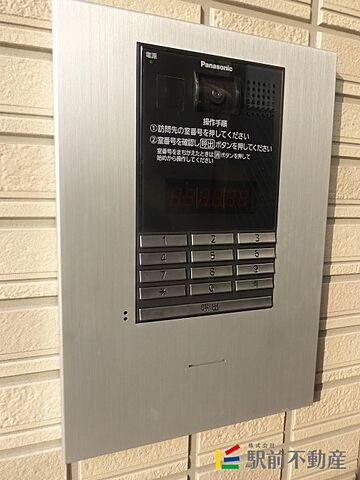 電源
Panasonic
操作手順
①訪問先の室番号を押してください
②室番号を確認し呼出ボタンを押してください
室番号をまちがえたときは＊ボタンを押して
始めから操作してください
1 2 3
4 5 6
7 8 9
* 0 #
呼出
株式会社
駅前不動産